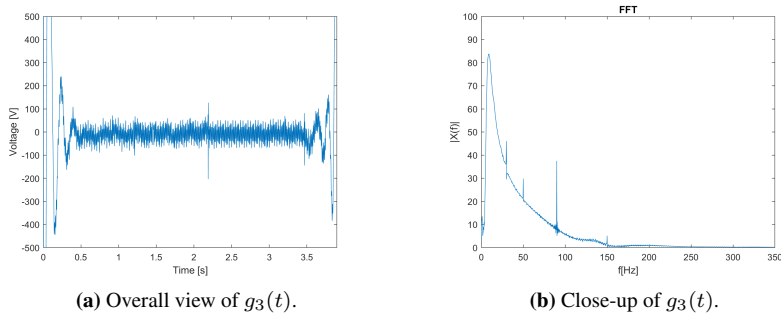 500
400
300
200
100
0
-100
-200
-300
-400
-500
Voltage [V]
0 0.5 1 1.5 2 2.5 3 3.5
Time [s]
(a) Overall view of g₃(t).
FFT
100
90
80
70
60
50
40
30
20
10
0
|X(f)|
0 50 100 150 200 250 300 350
f[Hz]
(b) Close-up of g₃(t).